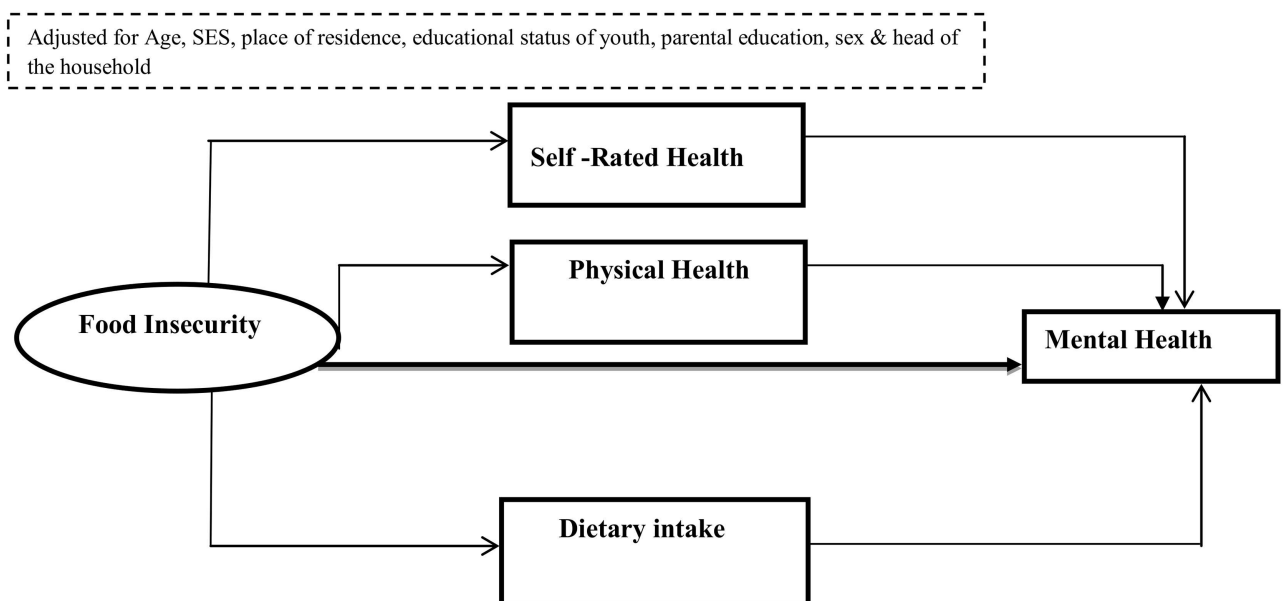 Adjusted for Age, SES, place of residence, educational status of youth, parental education, sex & head of
the household
Self -Rated Health
Physical Health
Food Insecurity
Mental Health
Dietary intake